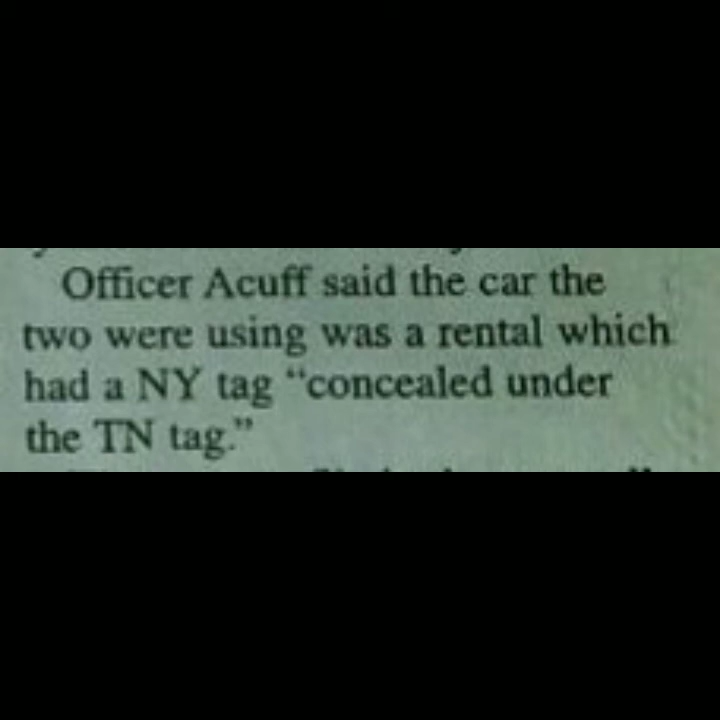 Officer Acuff said the car the
two were using was a rental which
had a NY tag “concealed under
the TN tag.”